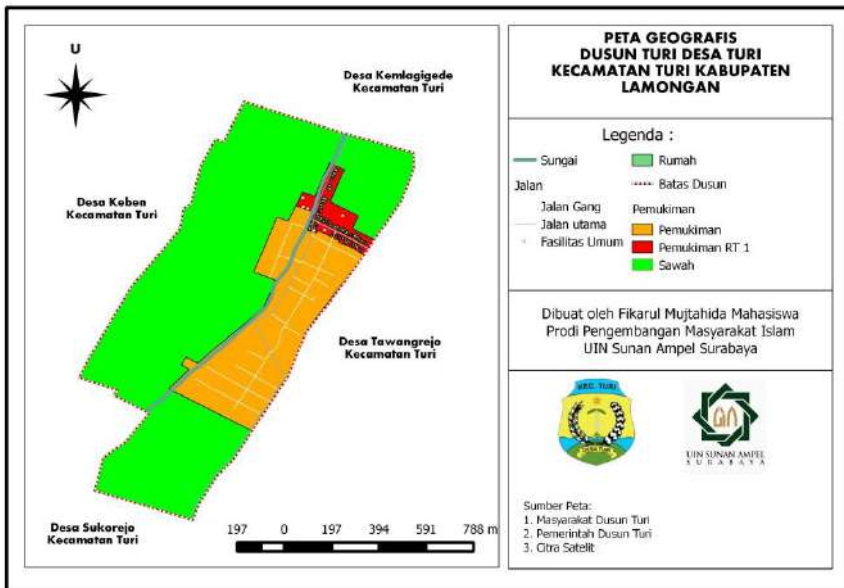 U
Desa Kemlagigede
Kecamatan Turi
Desa Keben
Kecamatan Turi
Desa Tawangrejo
Kecamatan Turi
Desa Sukorejo
Kecamatan Turi
197 0 197 394 591 788 m
PETA GEOGRAFIS
DUSUN TURI DESA TURI
KECAMATAN TURI KABUPATEN
LAMONGAN
Legenda :
Sungai
Jalan
Jalan Gang
Jalan utama
Fasilitas Umum
Rumah
Batas Dusun
Pemukiman
Pemukiman
Pemukiman RT 1
Sawah
Dibuat oleh Fikarul Mujtahida Mahasiswa
Prodi Pengembangan Masyarakat Islam
UIN Sunan Ampel Surabaya
KEC. TURI
DESA TURI
UIN SUNAN AMPEL
SURABAYA
Sumber Peta:
1. Masyarakat Dusun Turi
2. Pemerintah Dusun Turi
3. Citra Satelit